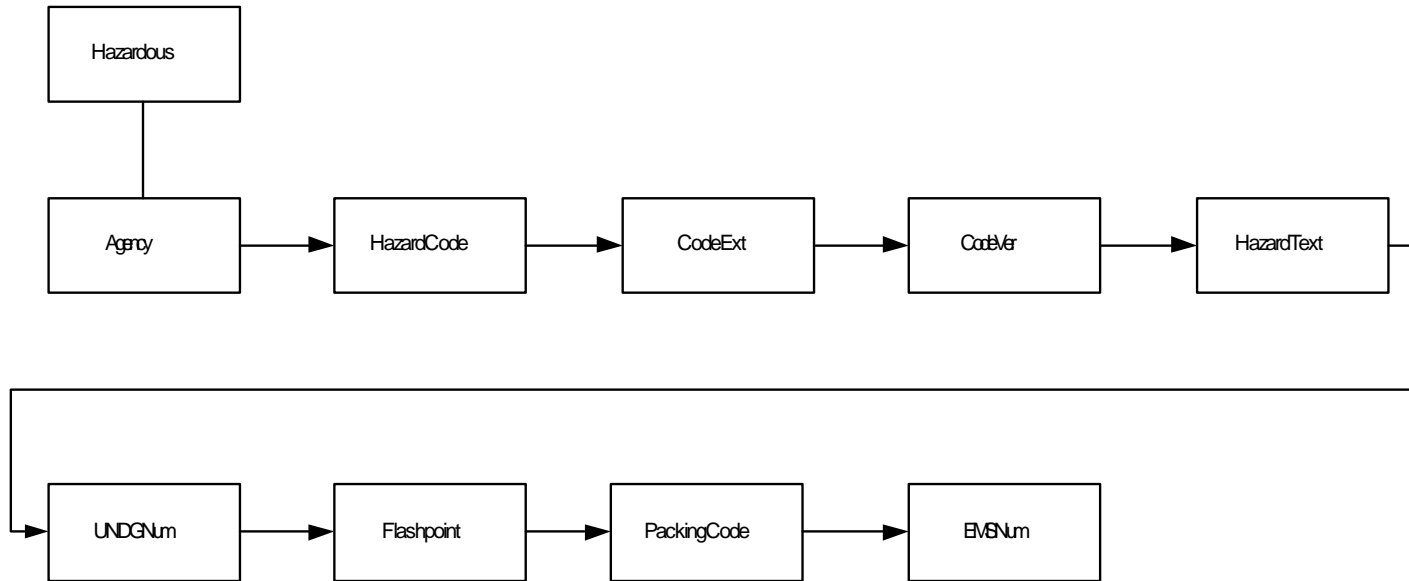 Hazardous
Agency
HazardCode
CodeExt
CodeVer
HazardText
UNDGNum
Flashpoint
PackingCode
EMSNum